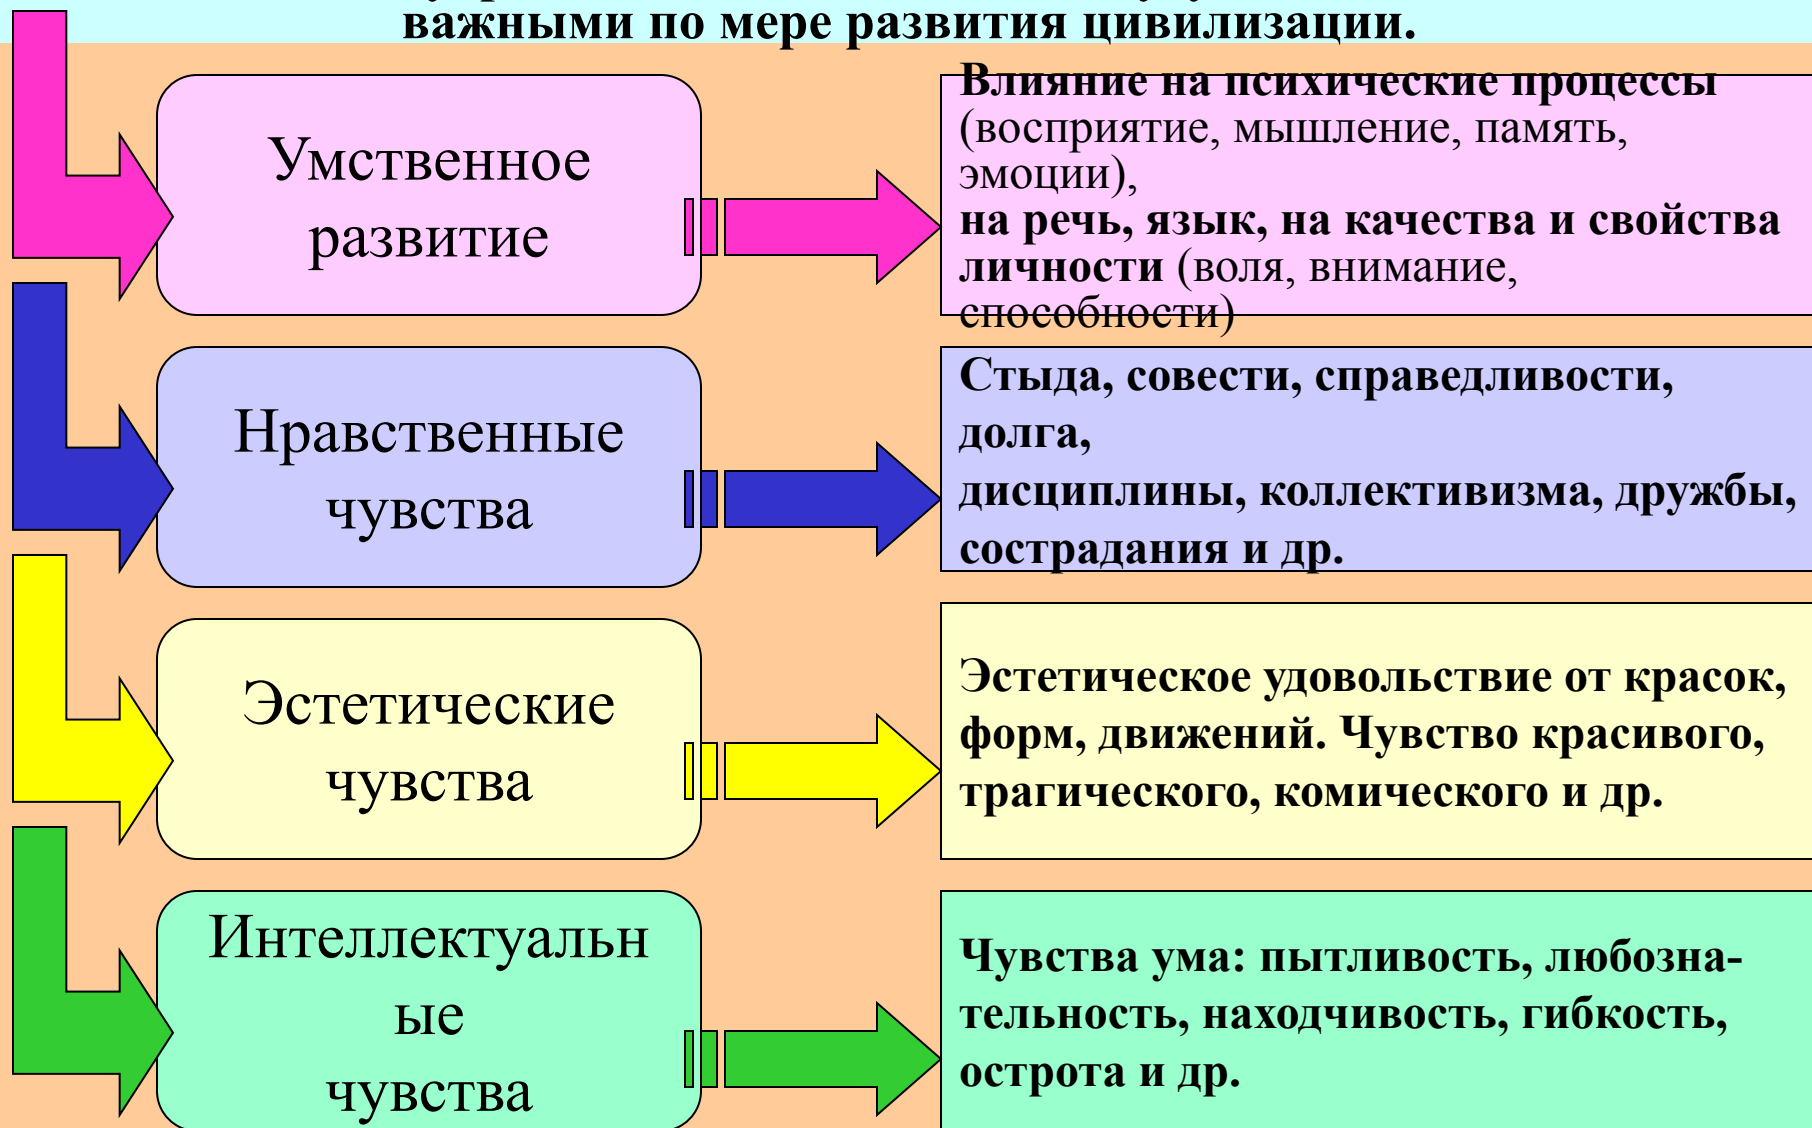 важными по мере развития цивилизации.
Умственное
развитие
Влияние на психические процессы
(восприятие, мышление, память,
эмоции),
на речь, язык, на качества и свойства
личности (воля, внимание,
способности)
Нравственные
чувства
Стыда, совести, справедливости,
долга,
дисциплины, коллективизма, дружбы,
сострадания и др.
Эстетические
чувства
Эстетическое удовольствие от красок,
форм, движений. Чувство красивого,
трагического, комического и др.
Интеллектуальн
ые
чувства
Чувства ума: пытливость, любозна-
тельность, находчивость, гибкость,
острота и др.